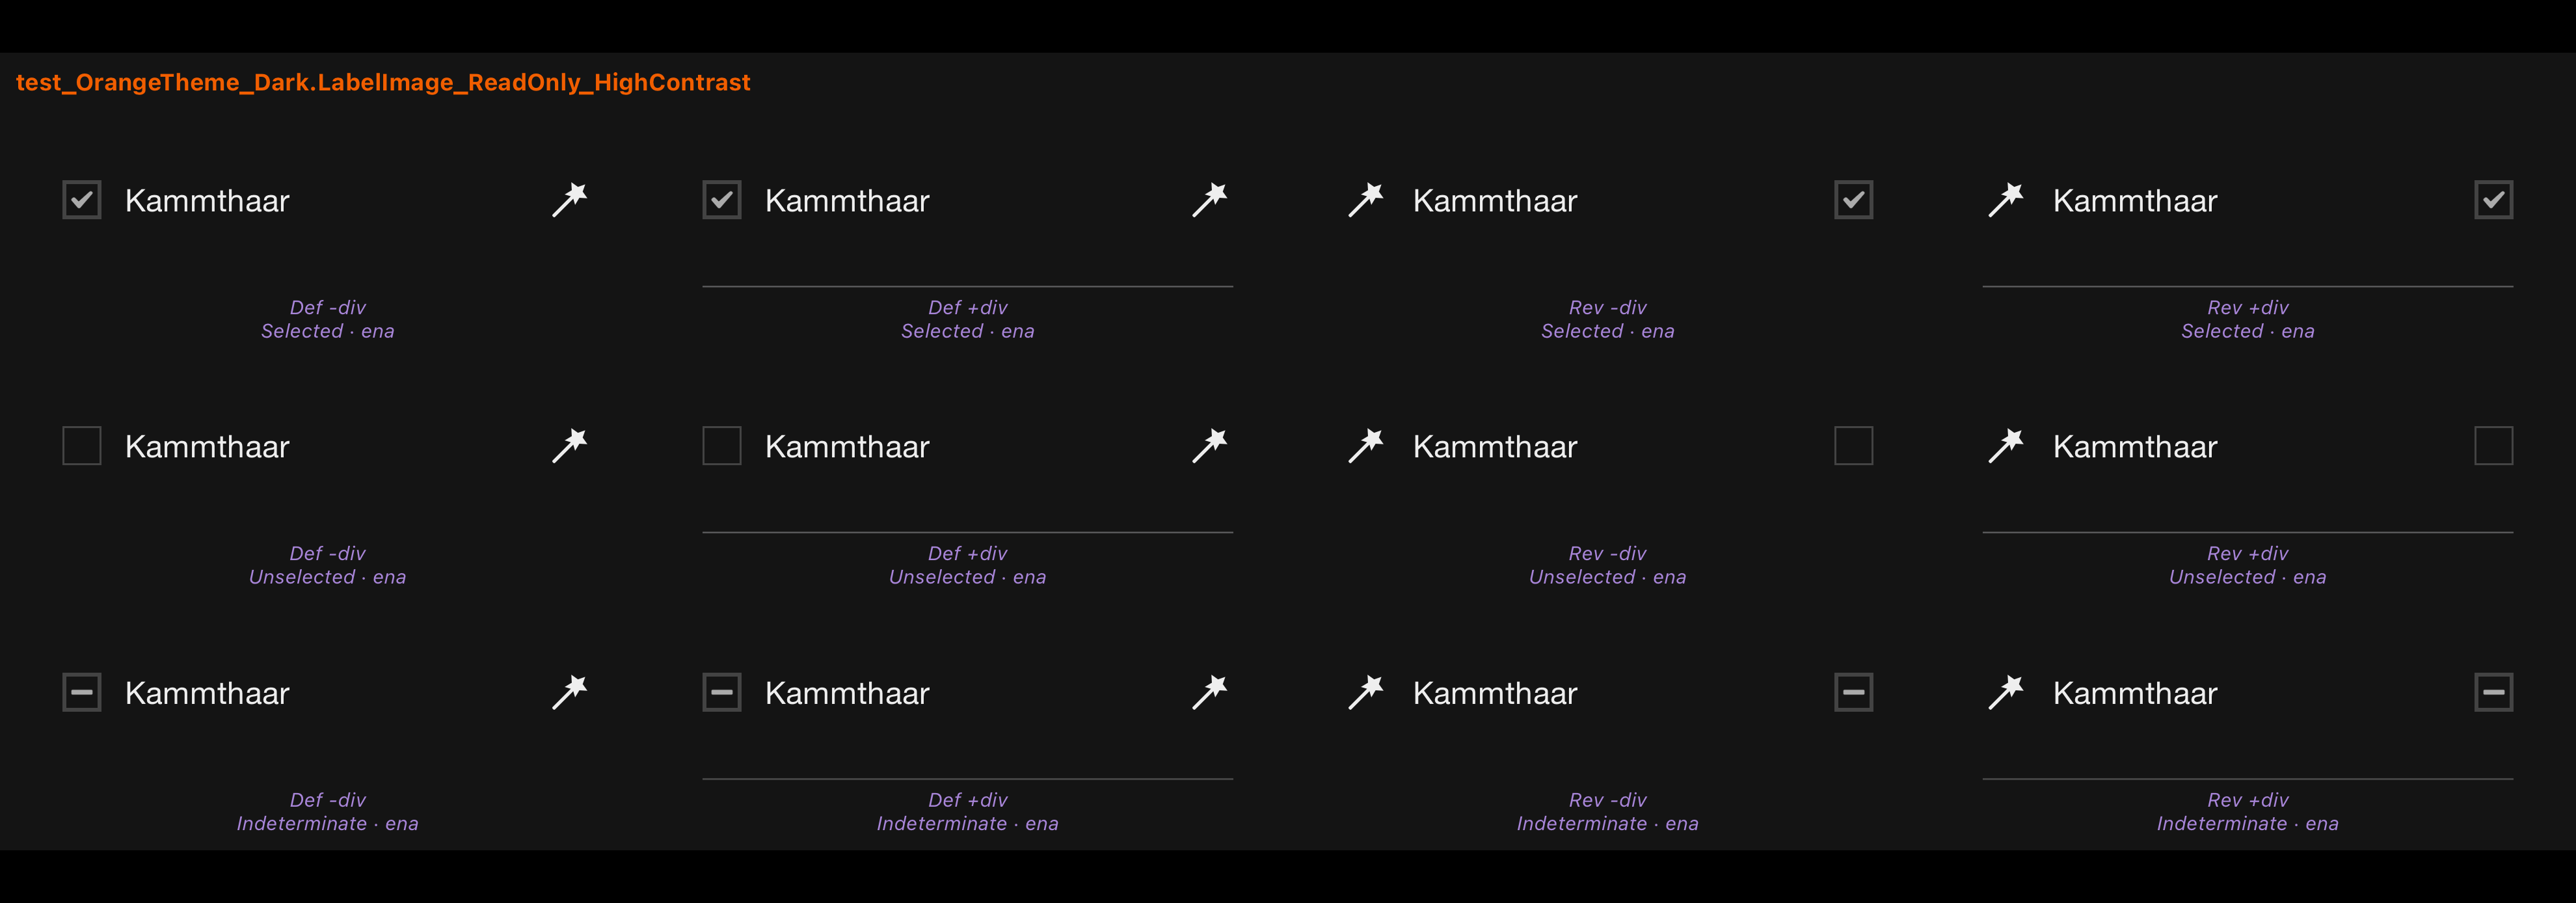 test_OrangeTheme_Dark.LabelImage_ReadOnly_HighContrast
Kammthaar
Kammthaar
Kammthaar
Kammthaar
Def -div
Selected · ena
Def +div
Selected · ena
Rev -div
Selected · ena
Rev +div
Selected · ena
Kammthaar
Kammthaar
Kammthaar
Kammthaar
Def -div
Unselected · ena
Def +div
Unselected · ena
Rev -div
Unselected · ena
Rev +div
Unselected · ena
Kammthaar
Kammthaar
Kammthaar
Kammthaar
Def -div
Indeterminate · ena
Def +div
Indeterminate · ena
Rev -div
Indeterminate · ena
Rev +div
Indeterminate · ena